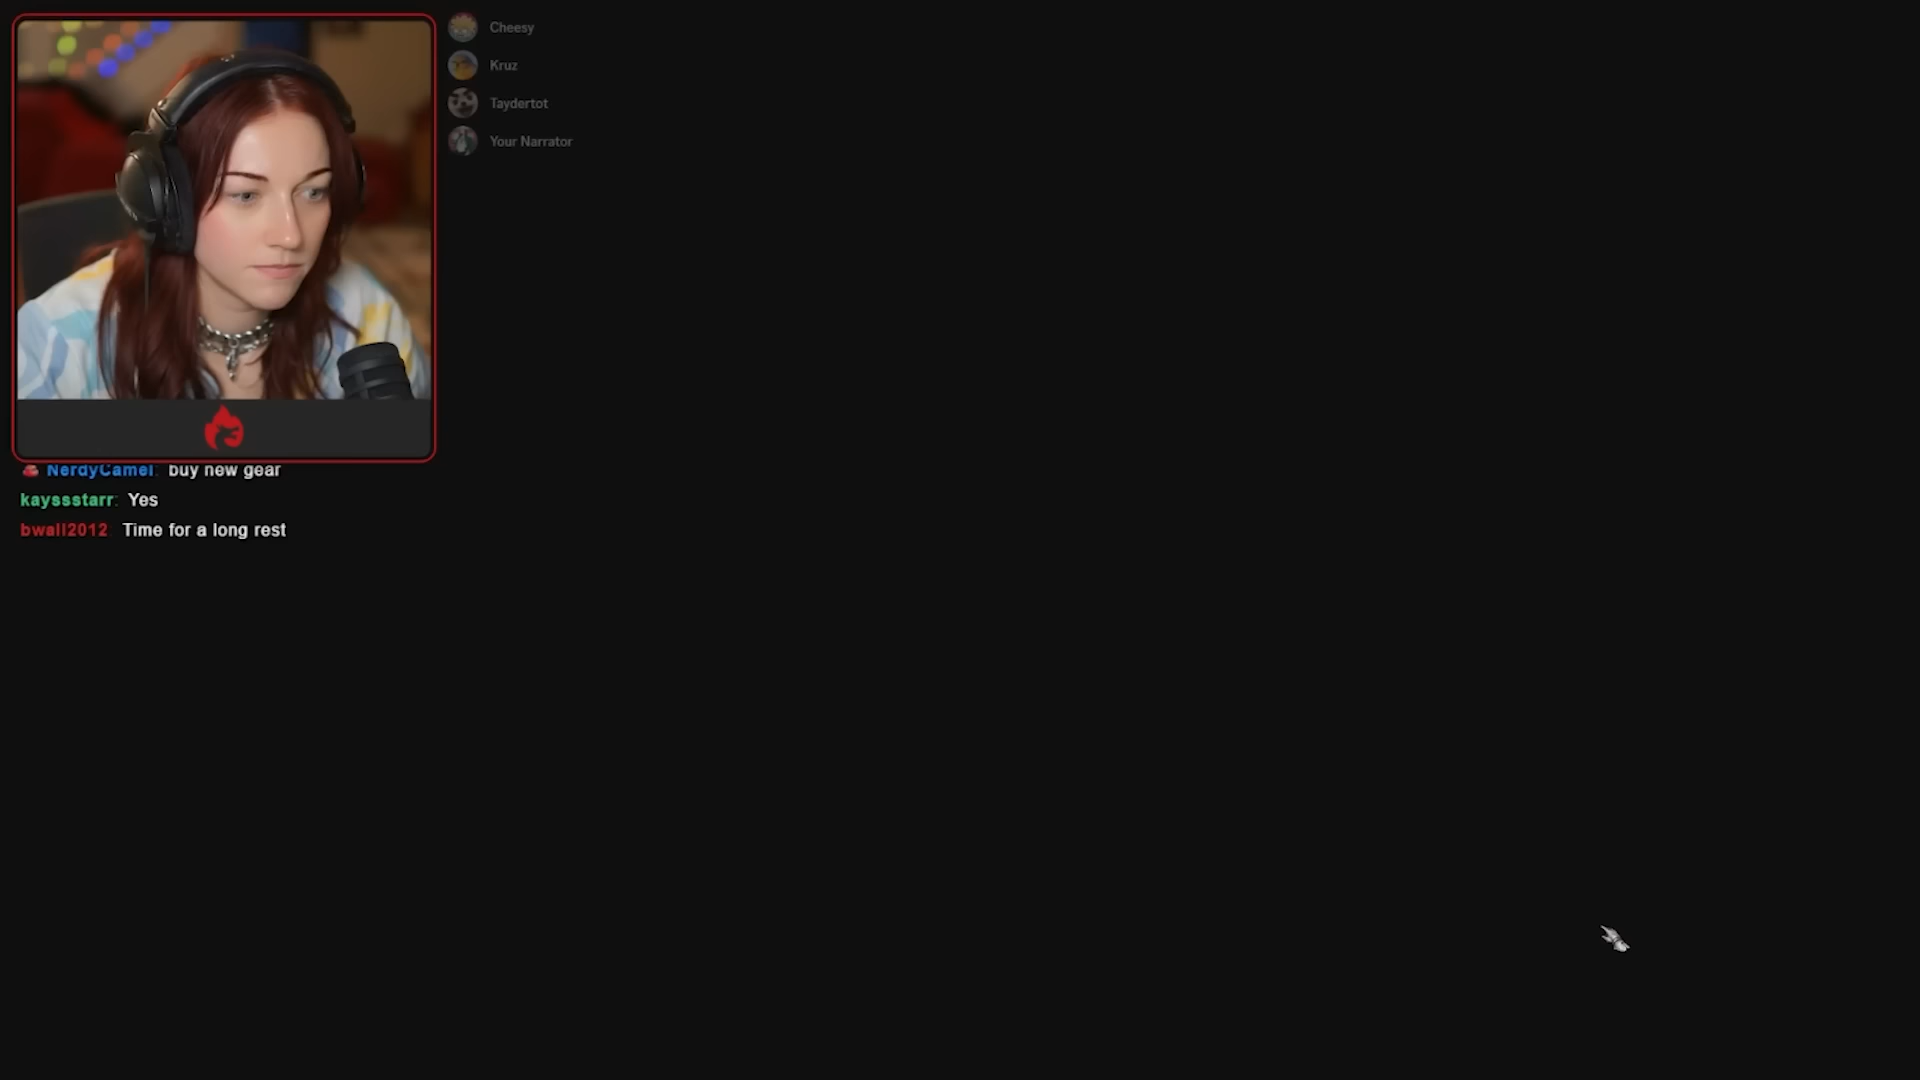 Cheesy
Kruz
Taydertot
Your Narrator
NerdyCamel: buy new gear
kayssstarr: Yes
bwall2012: Time for a long rest